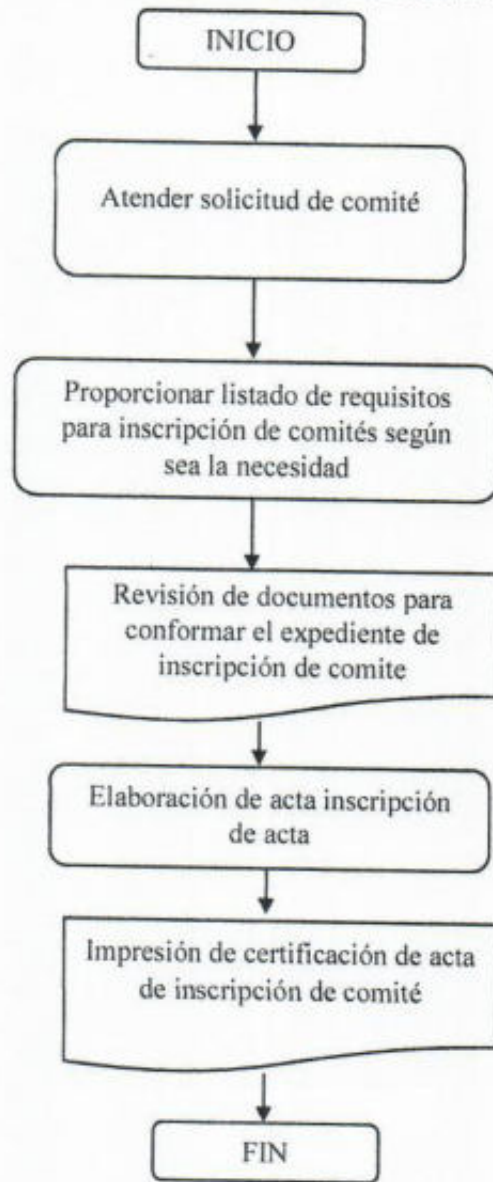 INICIO
Atender solicitud de comité
Proporcionar listado de requisitos
para inscripción de comités según
sea la necesidad
Revisión de documentos para
conformar el expediente de
inscripción de comite
Elaboración de acta inscripción
de acta
Impresión de certificación de acta
de inscripción de comité
FIN